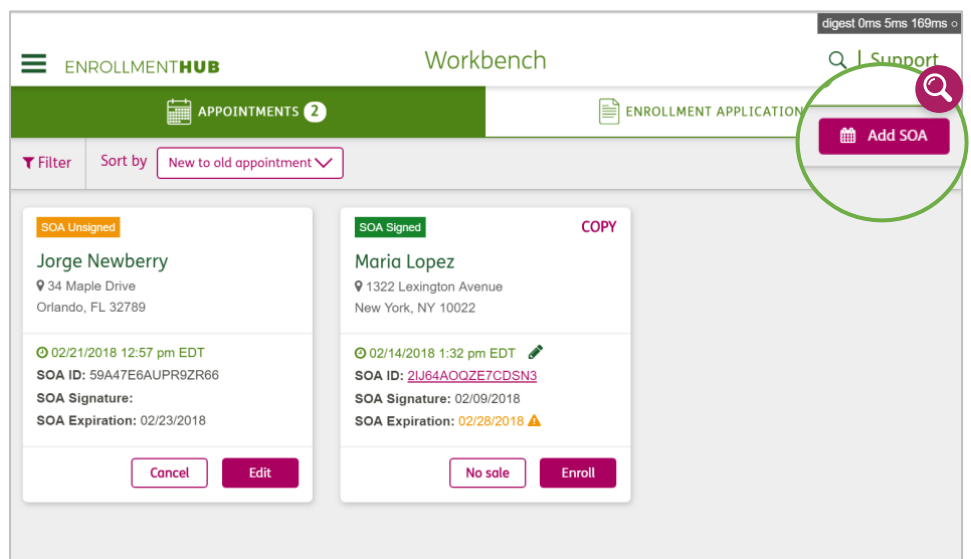 digest 0ms 5ms 169ms
ENROLLMENTHUB
Workbench
Support
APPOINTMENTS 2
ENROLLMENT APPLICATION
Add SOA
Filter
Sort by
New to old appointment
SOA Unsigned
Jorge Newberry
34 Maple Drive
Orlando, FL 32789
02/21/2018 12:57 pm EDT
SOA ID: 59A47E6AUPR9ZR66
SOA Signature:
SOA Expiration: 02/23/2018
Cancel
Edit
SOA Signed
COPY
Maria Lopez
1322 Lexington Avenue
New York, NY 10022
02/14/2018 1:32 pm EDT
SOA ID: 2IJ64AOQZE7CDSN3
SOA Signature: 02/09/2018
SOA Expiration: 02/28/2018
No sale
Enroll